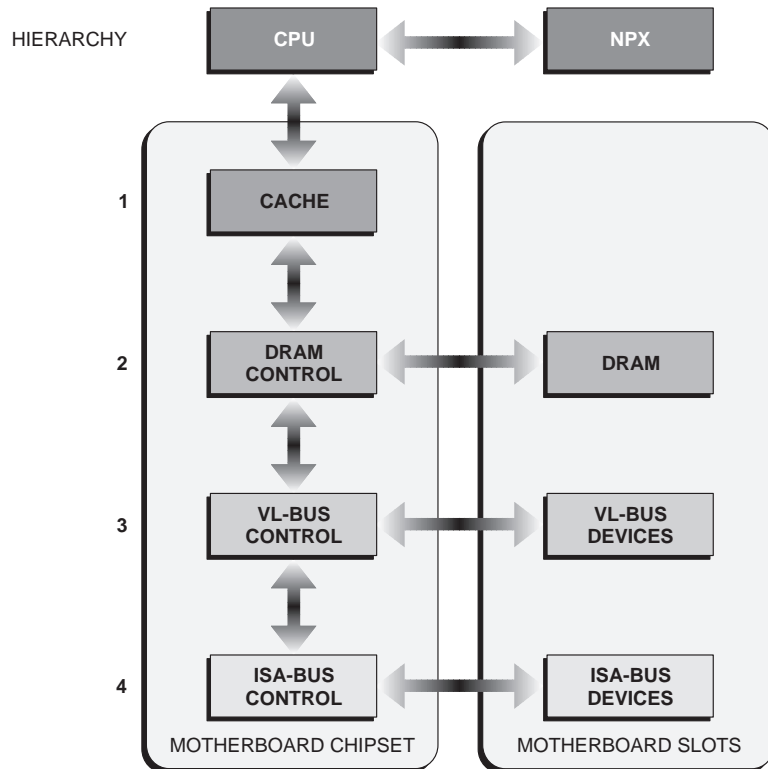 HIERARCHY
CPU
NPX
1
CACHE
2
DRAM
CONTROL
DRAM
3
VL-BUS
CONTROL
VL-BUS
DEVICES
4
ISA-BUS
CONTROL
ISA-BUS
DEVICES
MOTHERBOARD CHIPSET
MOTHERBOARD SLOTS